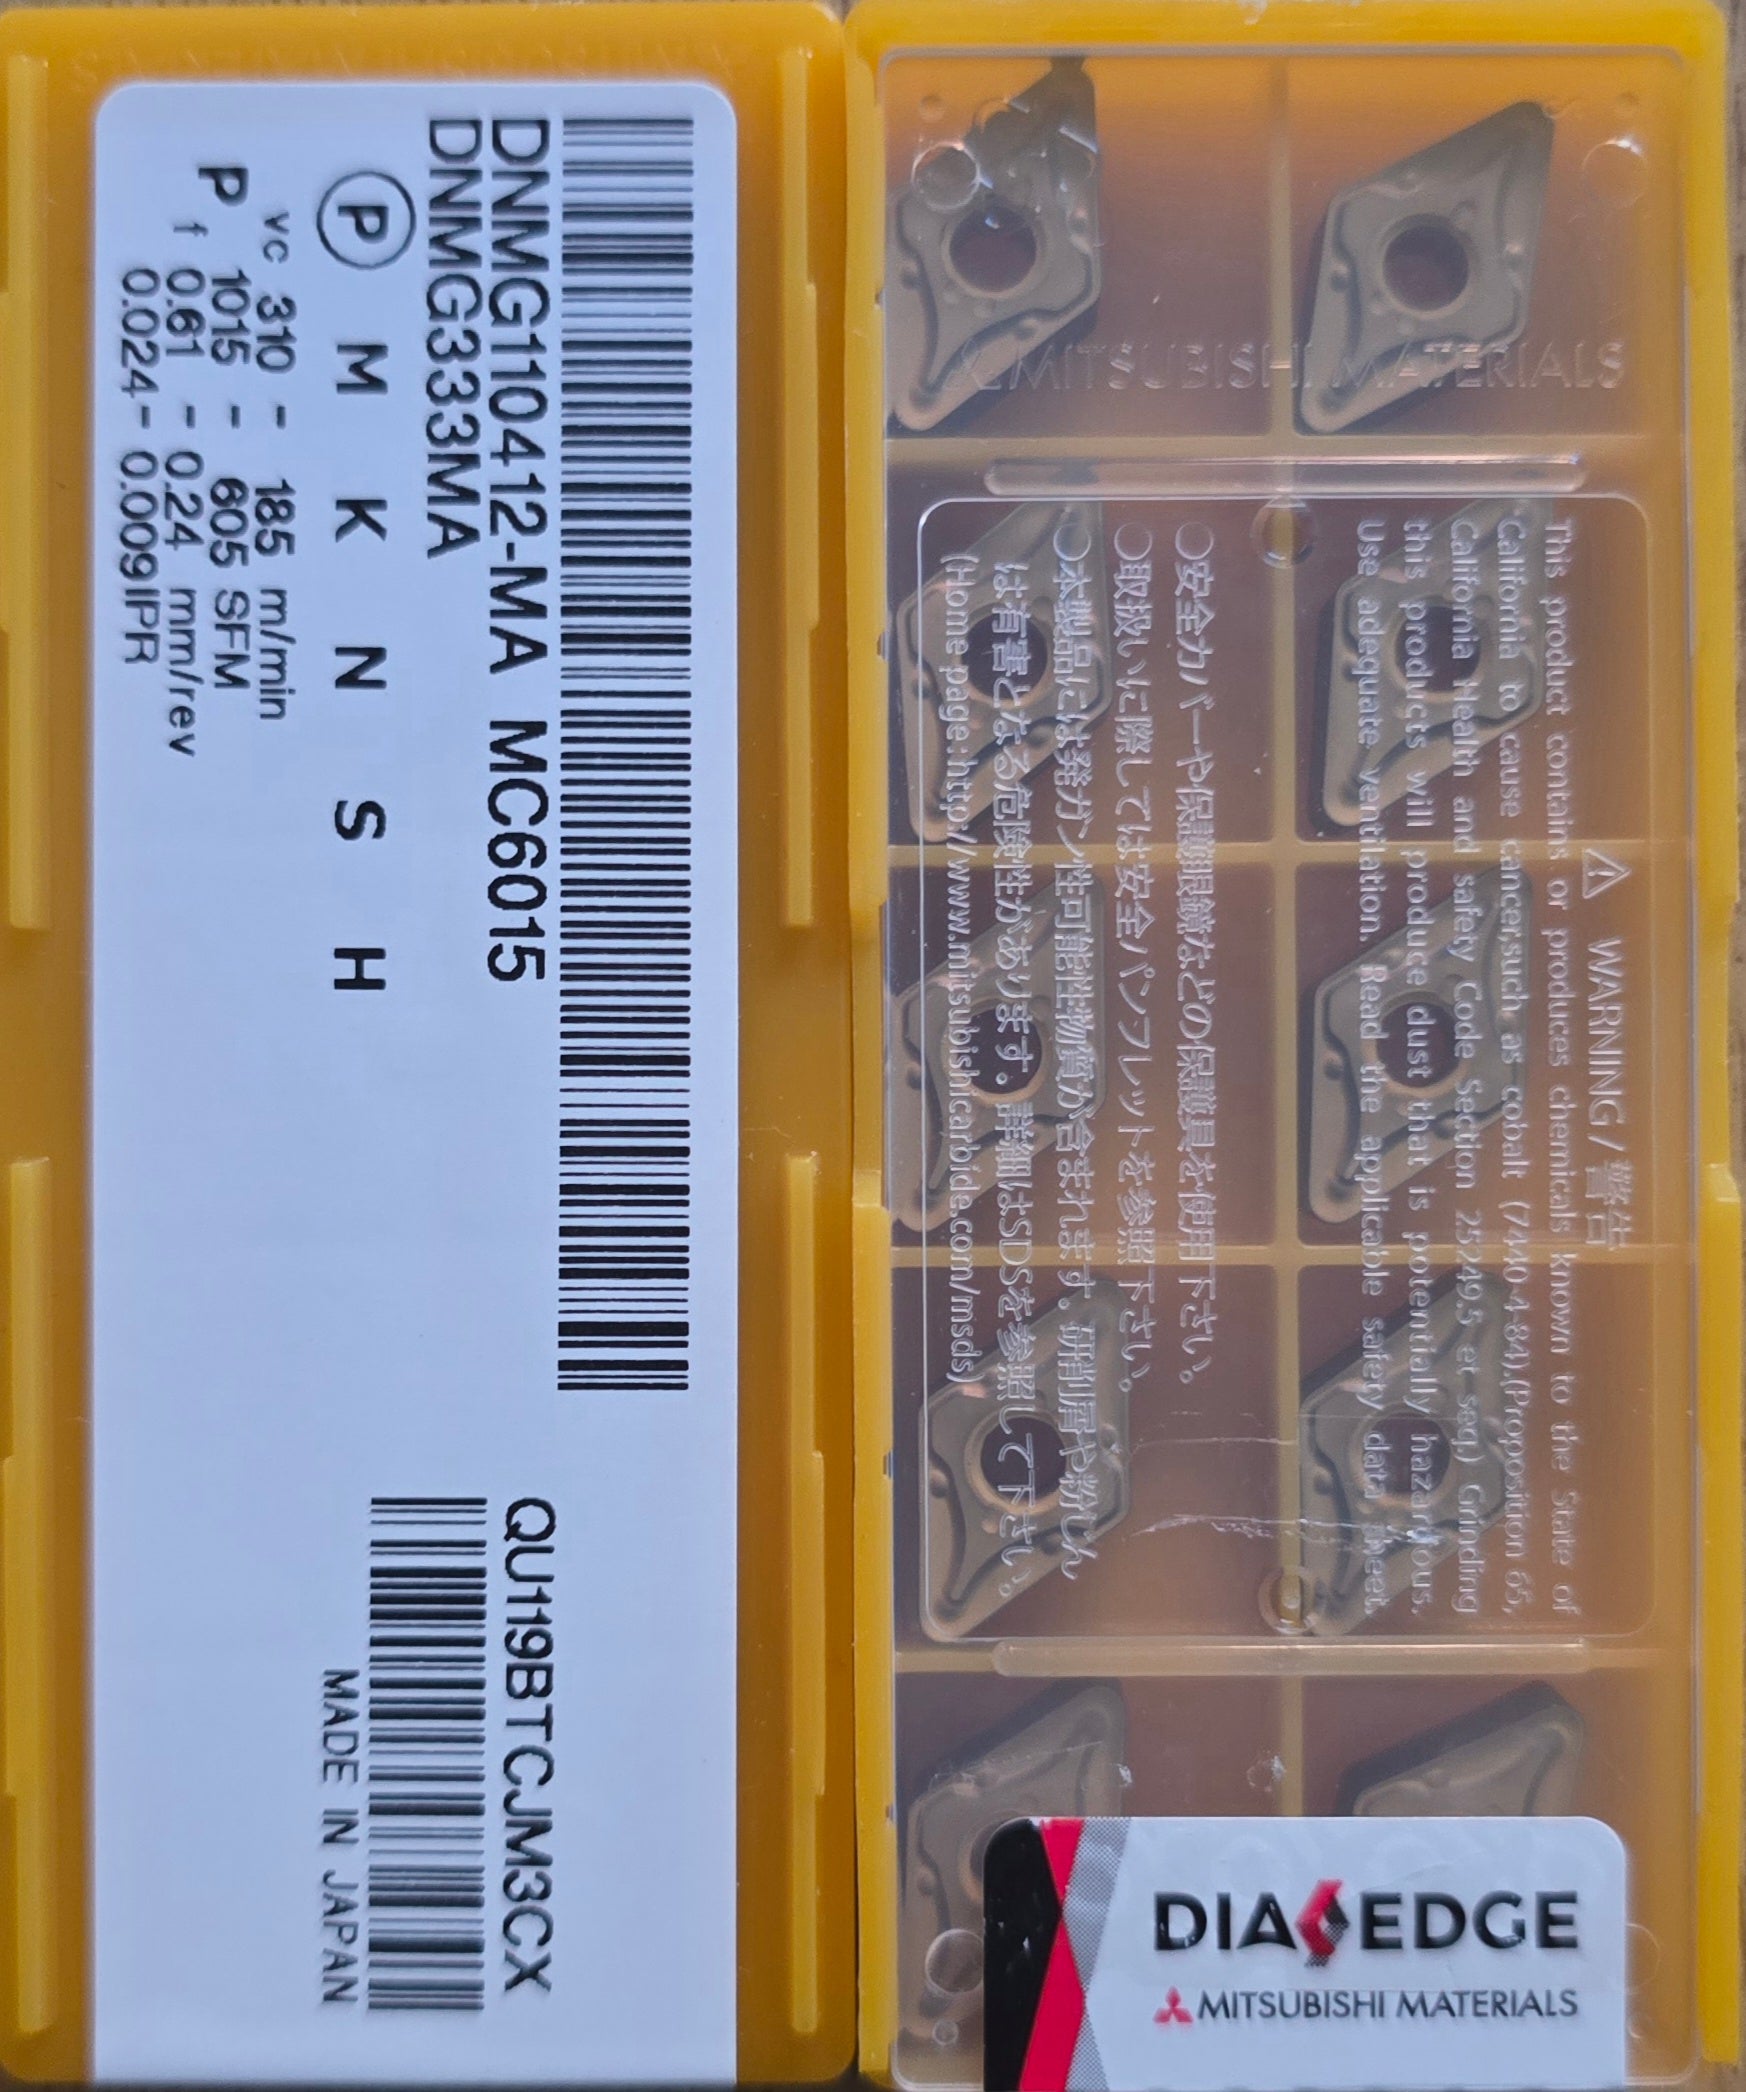 DNMG110412-MA MC6015
DNMG333MA
P M K N S H
vc 310 - 185 m/min
P 1015 - 605 SFM
f 0.61 - 0.24 mm/rev
0.024- 0.009IPR
QU119BTCJM3CX
MADE IN JAPAN
MITSUBISHI MATERIALS
⚠ WARNING / 警告
This product contains or produces chemicals known to the State of
California to cause cancer,such as cobalt (7440-4-84).(Proposition 65,
California Health and safety Code Section 25249.5 et seq.) Grinding
this products will produce dust that is potentially hazardous.
Use adequate ventilation. Read the applicable safety data sheet.
○安全カバーや保護眼鏡などの保護具を使用下さい。
○取扱いに際しては安全パンフレットを参照下さい。
○本製品には発ガン性可能性物質が含まれます。研削屑や粉じん
は有害となる危険性があります。詳細はSDSを参照して下さい。
(Home page:http://www.mitsubishicarbide.com/msds)
DIAEDGE
MITSUBISHI MATERIALS